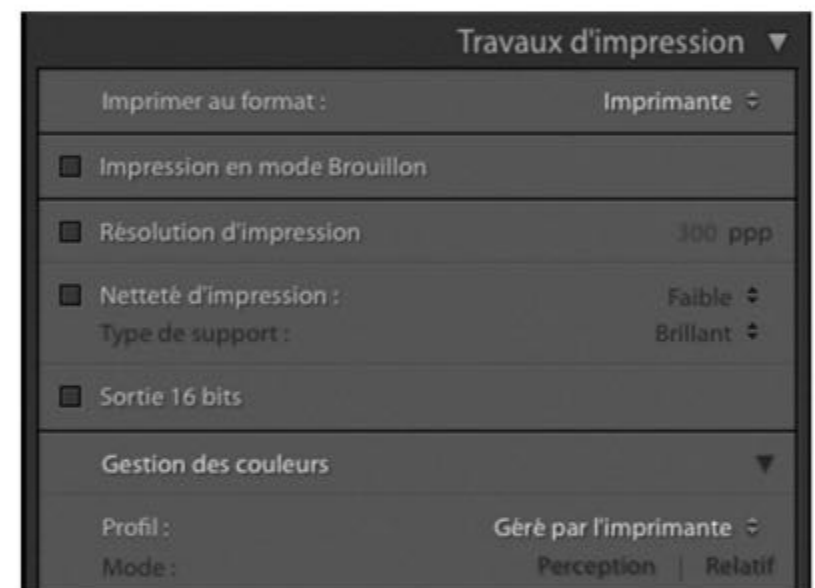 Travaux d'impression ▼
Imprimer au format : Imprimante
Impression en mode Brouillon
Résolution d'impression 300 ppp
Netteté d'impression : Faible
Type de support : Brillant
Sortie 16 bits
Gestion des couleurs ▼
Profil : Géré par l'imprimante
Mode : Perception | Relatif